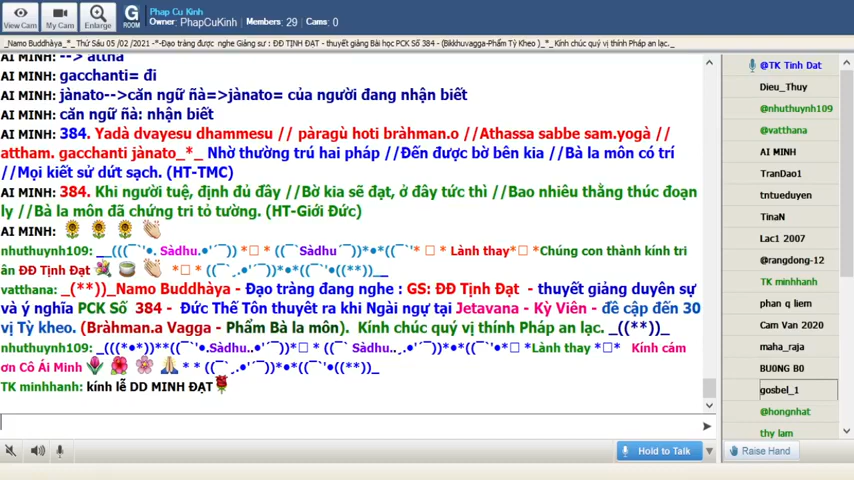 View Cam
My Cam
Enlarge
G
ROOM
Phap Cu Kinh
Owner: PhapCuKinh | Members: 29 | Cams: 0
_Namo Buddhàya_*_ Thứ Sáu 05 /02 /2021 -*-Đạo tràng được nghe Giảng sư : ĐĐ TỊNH ĐẠT - thuyết giảng Bài học PCK Số 384 - (Bikkhuvagga-Phẩm Tỳ Kheo )_*_ Kính chúc quý vị thính Pháp an lạc._
AI MINH: --> attha
AI MINH: gacchanti= đi
AI MINH: jànato-->căn ngữ ñà=>jànato= của người đang nhận biết
AI MINH: căn ngữ ñà: nhận biết
AI MINH: 384. Yadà dvayesu dhammesu // pàragù hoti bràhman.o //Athassa sabbe sam.yogà //
attham. gacchanti jànato_*_ Nhờ thường trú hai pháp //Đến được bờ bên kia //Bà la môn có trí
//Mọi kiết sử dứt sạch. (HT-TMC)
AI MINH: 384. Khi người tuệ, định đủ đầy //Bờ kia sẽ đạt, ở đây tức thì //Bao nhiêu thằng thúc đoạn
ly //Bà la môn đã chứng tri tỏ tường. (HT-Giới Đức)
AI MINH:
nhuthuynh109: _(((¯`'•. Sàdhu.•'´¯)) *□ * ((¯`Sàdhu´¯)*•*((¯`'* □ * Lành thay*□ *Chúng con thành kính tri
ân ĐĐ Tịnh Đạt *□ * ((¯`ˏ.•'´¯)*•*((¯`'•((**))_
vatthana: _(**))_Namo Buddhàya - Đạo tràng đang nghe : GS: ĐĐ Tịnh Đạt - thuyết giảng duyên sự
và ý nghĩa PCK Số 384 - Đức Thế Tôn thuyết ra khi Ngài ngự tại Jetavana - Kỳ Viên - đề cập đến 30
vị Tỳ kheo. (Bràhman.a Vagga - Phẩm Bà la môn). Kính chúc quý vị thính Pháp an lạc. _((**))_
nhuthuynh109: _(((*•*))**((¯`'•.Sàdhu..•'´¯))*□ * ((¯` Sàdhu..ˏ.•'´¯)*•*((¯`'•*□ *Lành thay *□* Kính cám
ơn Cô Ái Minh * * ((¯`ˏ.•'´¯)*•*((¯`'•((**))_
TK minhhanh: kính lễ DD MINH ĐẠT
Hold to Talk
@TK Tinh Dat
Dieu_Thuy
@nhuthuynh109
@vatthana
AI MINH
TranDao1
tntueduyen
TinaN
Lac1 2007
@rangdong-12
TK minhhanh
phan q liem
Cam Van 2020
maha_raja
BUONG BO
gosbel_1
@hongnhat
thy lam
Raise Hand